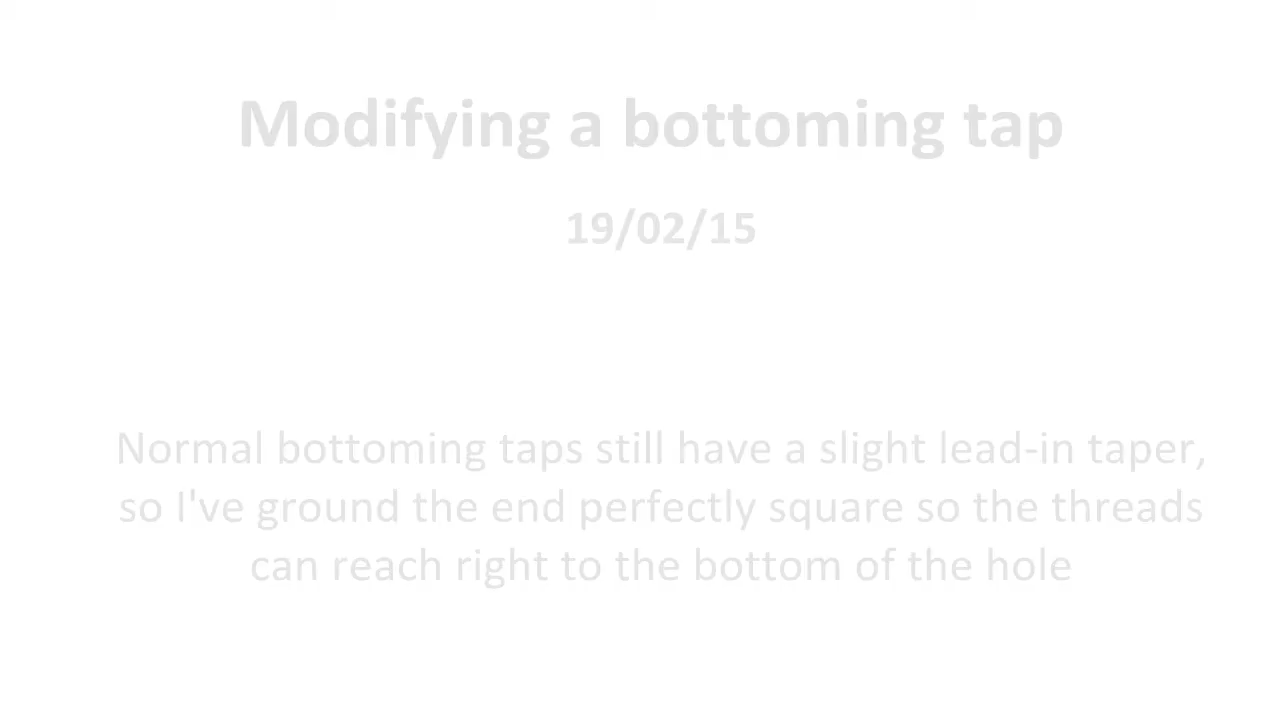 Modifying a bottoming tap
19/02/15
Normal bottoming taps still have a slight lead-in taper,
so I've ground the end perfectly square so the threads
can reach right to the bottom of the hole